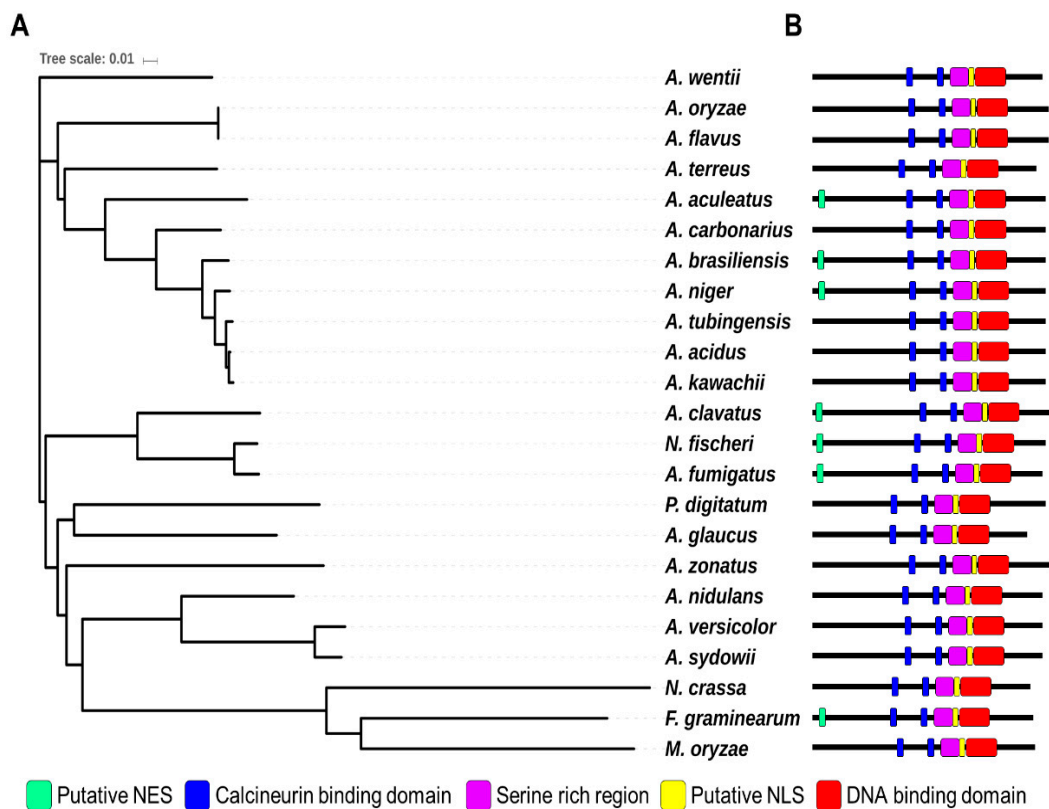 A
B
Tree scale: 0.01
A. wentii
A. oryzae
A. flavus
A. terreus
A. aculeatus
A. carbonarius
A. brasiliensis
A. niger
A. tubingensis
A. acidus
A. kawachii
A. clavatus
N. fischeri
A. fumigatus
P. digitatum
A. glaucus
A. zonatus
A. nidulans
A. versicolor
A. sydowii
N. crassa
F. graminearum
M. oryzae
Putative NES Calcineurin binding domain Serine rich region Putative NLS DNA binding domain